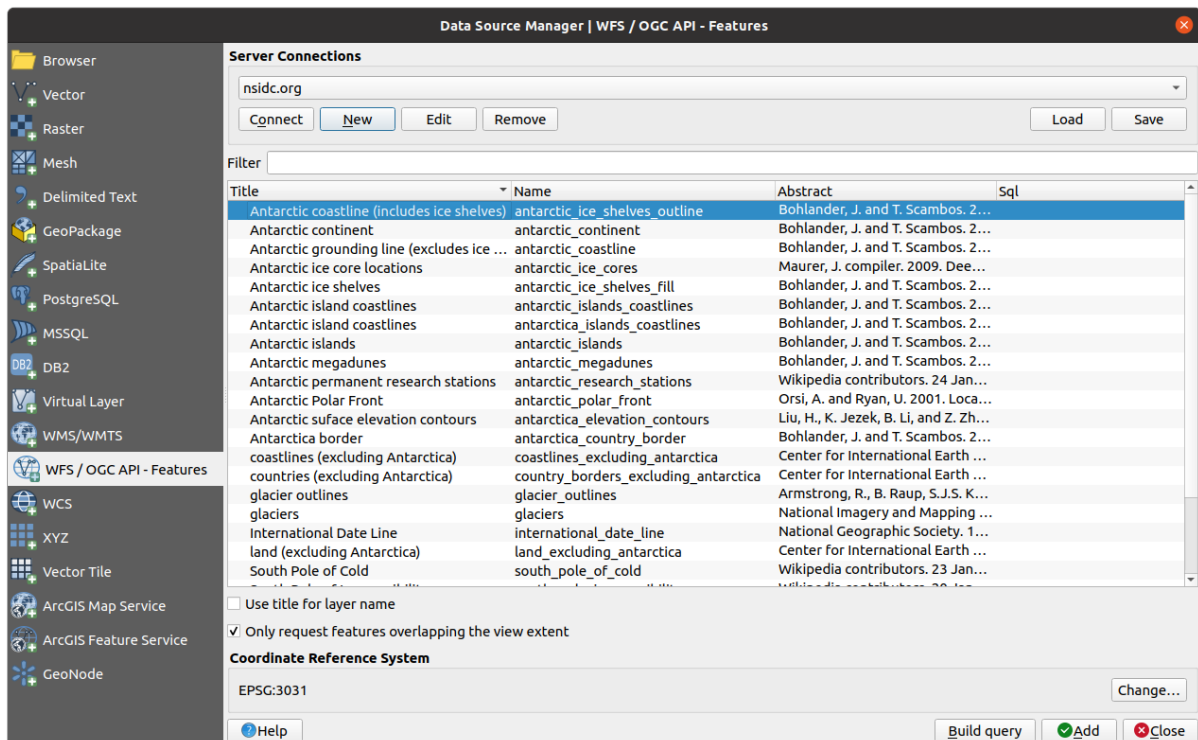 Data Source Manager | WFS / OGC API - Features
Browser
Vector
Raster
Mesh
Delimited Text
GeoPackage
SpatiaLite
PostgreSQL
MSSQL
DB2
DB2
Virtual Layer
WMS/WMTS
WFS / OGC API - Features
WCS
XYZ
Vector Tile
ArcGIS Map Service
ArcGIS Feature Service
GeoNode
Server Connections
nsidc.org
Connect New Edit Remove Load Save
Filter
Title Name Abstract Sql
Antarctic coastline (includes ice shelves) antarctic_ice_shelves_outline Bohlander, J. and T. Scambos. 2...
Antarctic continent antarctic_continent Bohlander, J. and T. Scambos. 2...
Antarctic grounding line (excludes ice ... antarctic_coastline Bohlander, J. and T. Scambos. 2...
Antarctic ice core locations antarctic_ice_cores Maurer, J. compiler. 2009. Dee...
Antarctic ice shelves antarctic_ice_shelves_fill Bohlander, J. and T. Scambos. 2...
Antarctic island coastlines antarctic_islands_coastlines Bohlander, J. and T. Scambos. 2...
Antarctic island coastlines antarctica_islands_coastlines Bohlander, J. and T. Scambos. 2...
Antarctic islands antarctic_islands Bohlander, J. and T. Scambos. 2...
Antarctic megadunes antarctic_megadunes Bohlander, J. and T. Scambos. 2...
Antarctic permanent research stations antarctic_research_stations Wikipedia contributors. 24 Jan...
Antarctic Polar Front antarctic_polar_front Orsi, A. and Ryan, U. 2001. Loca...
Antarctic suface elevation contours antarctica_elevation_contours Liu, H., K. Jezek, B. Li, and Z. Zh...
Antarctica border antarctica_country_border Bohlander, J. and T. Scambos. 2...
coastlines (excluding Antarctica) coastlines_excluding_antarctica Center for International Earth ...
countries (excluding Antarctica) country_borders_excluding_antarctica Center for International Earth ...
glacier outlines glacier_outlines Armstrong, R., B. Raup, S.J.S. K...
glaciers glaciers National Imagery and Mapping ...
International Date Line international_date_line National Geographic Society. 1...
land (excluding Antarctica) land_excluding_antarctica Center for International Earth ...
South Pole of Cold south_pole_of_cold Wikipedia contributors. 23 Jan...
Use title for layer name
Only request features overlapping the view extent
Coordinate Reference System
EPSG:3031 Change...
Help Build query Add Close